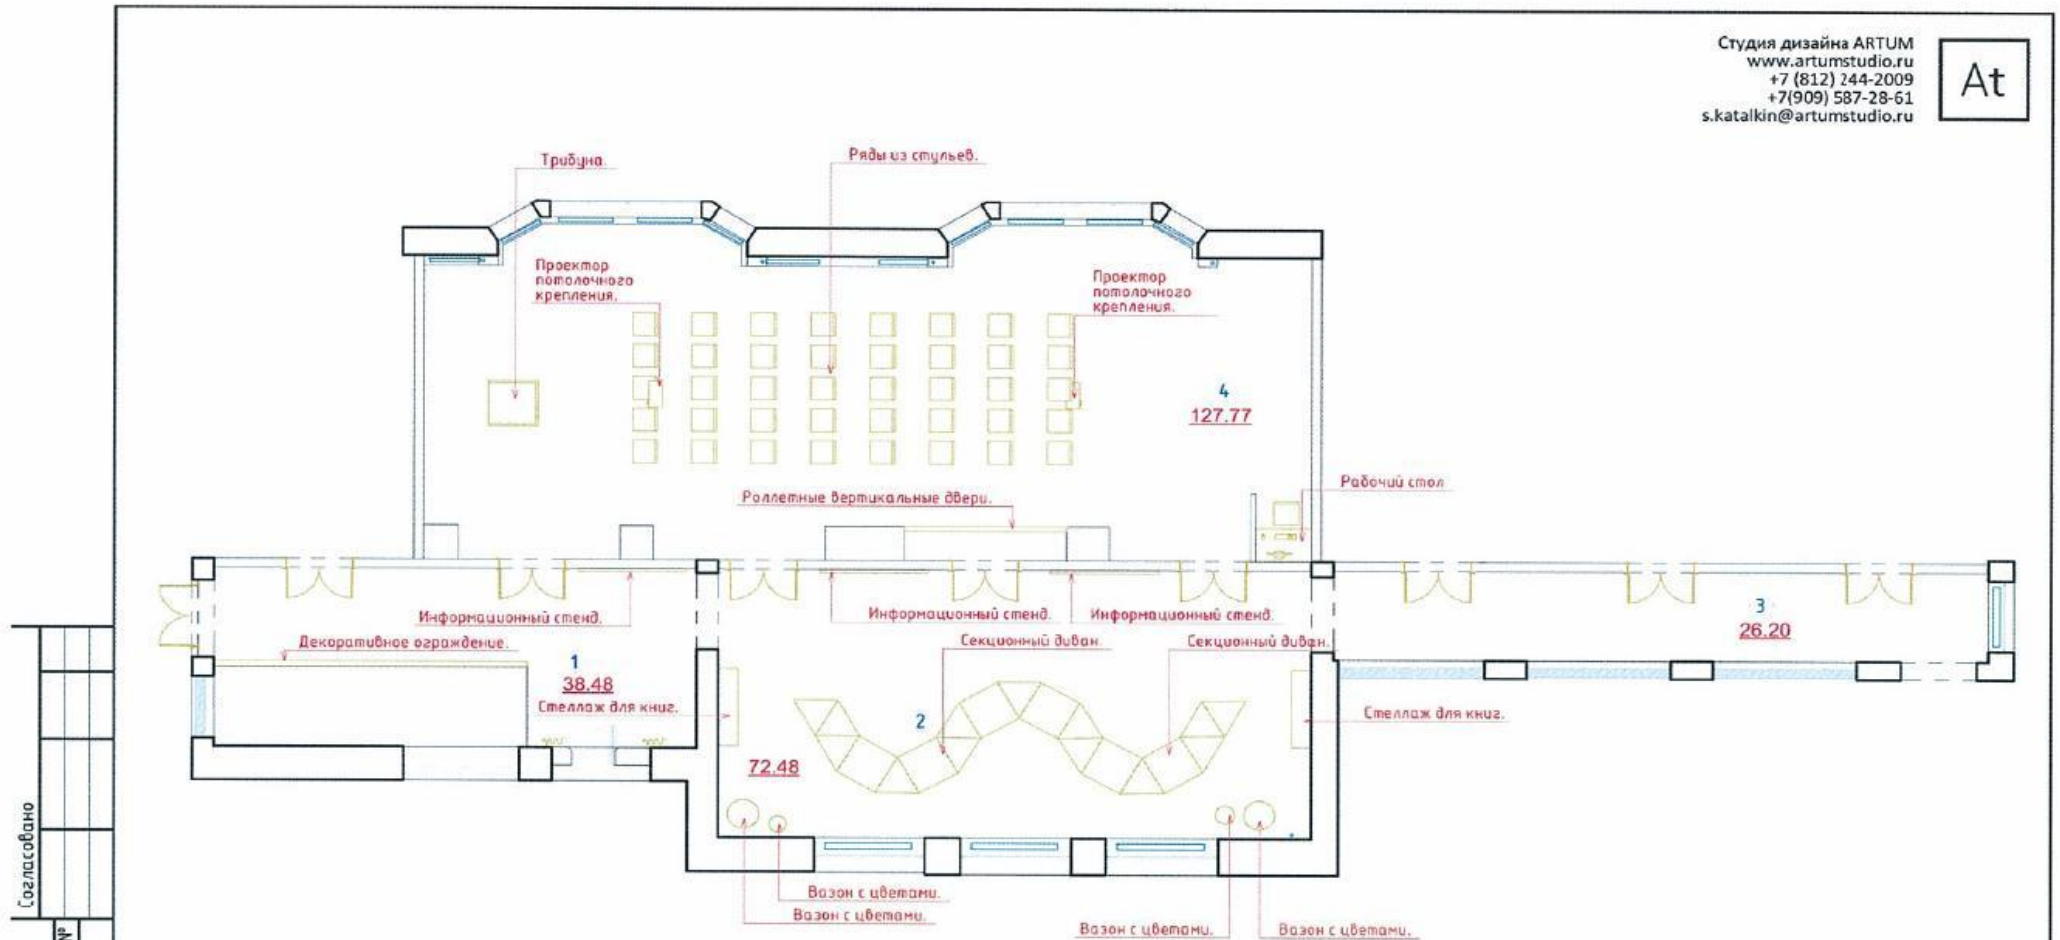 Студия дизайна ARTUM
www.artumstudio.ru
+7 (812) 244-2009
+7(909) 587-28-61
s.katalkin@artumstudio.ru
At
Трибуна.
Ряды из стульев.
Проектор
потолочного
крепления.
Проектор
потолочного
крепления.
4
127.77
Рабочий стол
Роллетные вертикальные двери.
Информационный стенд.
Информационный стенд.
Информационный стенд.
3
26.20
Декоративное ограждение.
Секционный диван.
Секционный диван.
1
38.48
Стеллаж для книг.
2
Стеллаж для книг.
72.48
Вазон с цветами.
Вазон с цветами.
Вазон с цветами.
Вазон с цветами.
Согласовано
№